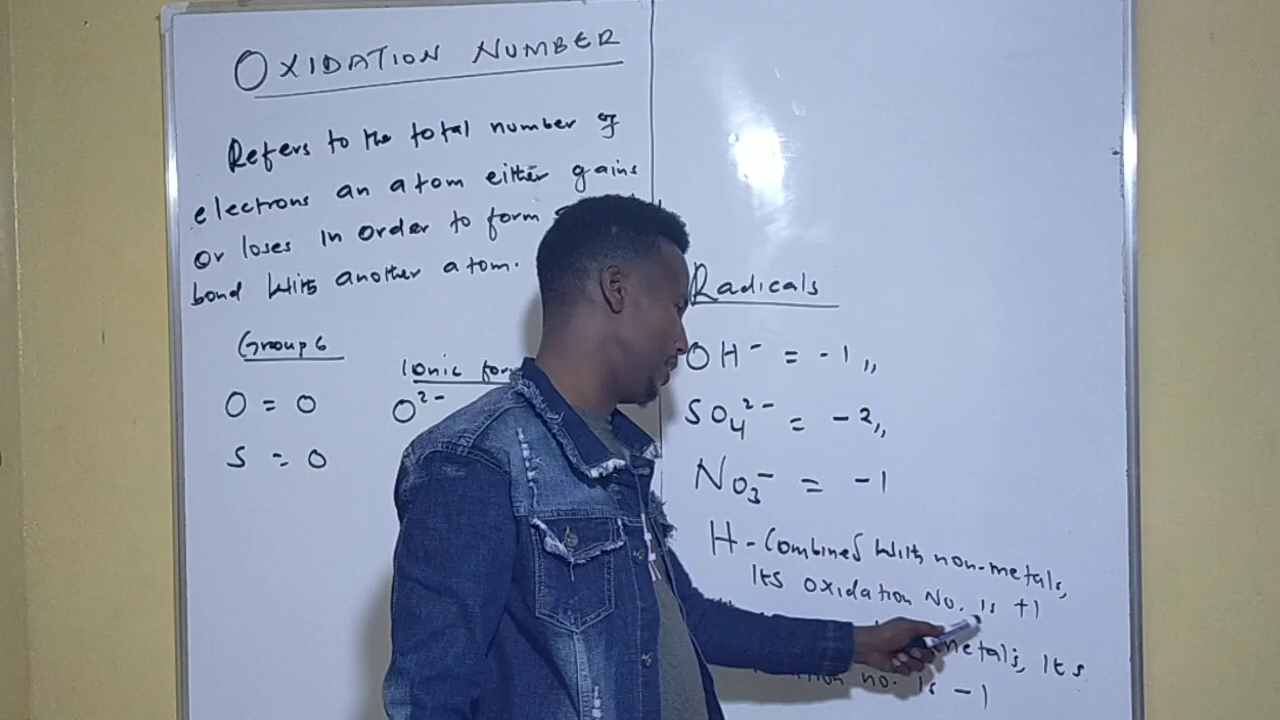 OXIDATION NUMBER
Refers to the total number of
electrons an atom either gains
or loses in order to form
bond with another atom.
Group 6
Ionic for
O = 0
O²⁻
S = 0
Radicals
OH⁻ = -1,,
SO₄²⁻ = -2,,
NO₃⁻ = -1
H - Combined with non-metals,
Its oxidation No. is +1
metals, Its
no. is -1